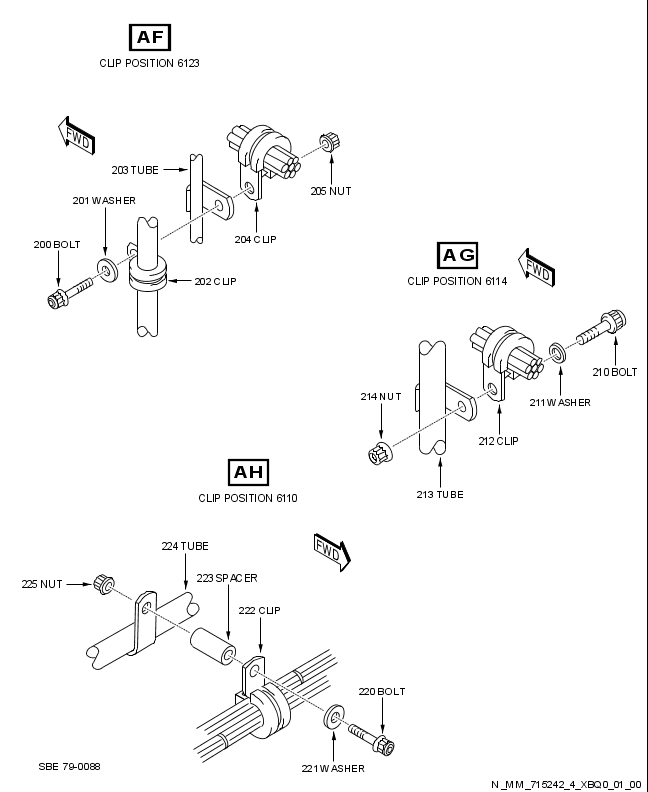 AF
CLIP POSITION 6123
FWD
203 TUBE
205 NUT
201 WASHER
204 CLIP
200 BOLT
202 CLIP
AG
CLIP POSITION 6114
FWD
210 BOLT
214 NUT
211 WASHER
212 CLIP
213 TUBE
AH
CLIP POSITION 6110
FWD
224 TUBE
225 NUT
223 SPACER
222 CLIP
220 BOLT
221 WASHER
SBE 79-0088
N_MM_715242_4_XBQ0_01_00